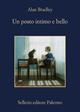 Alan Bradley
Un posto intimo e bello
Sellerio editore Palermo